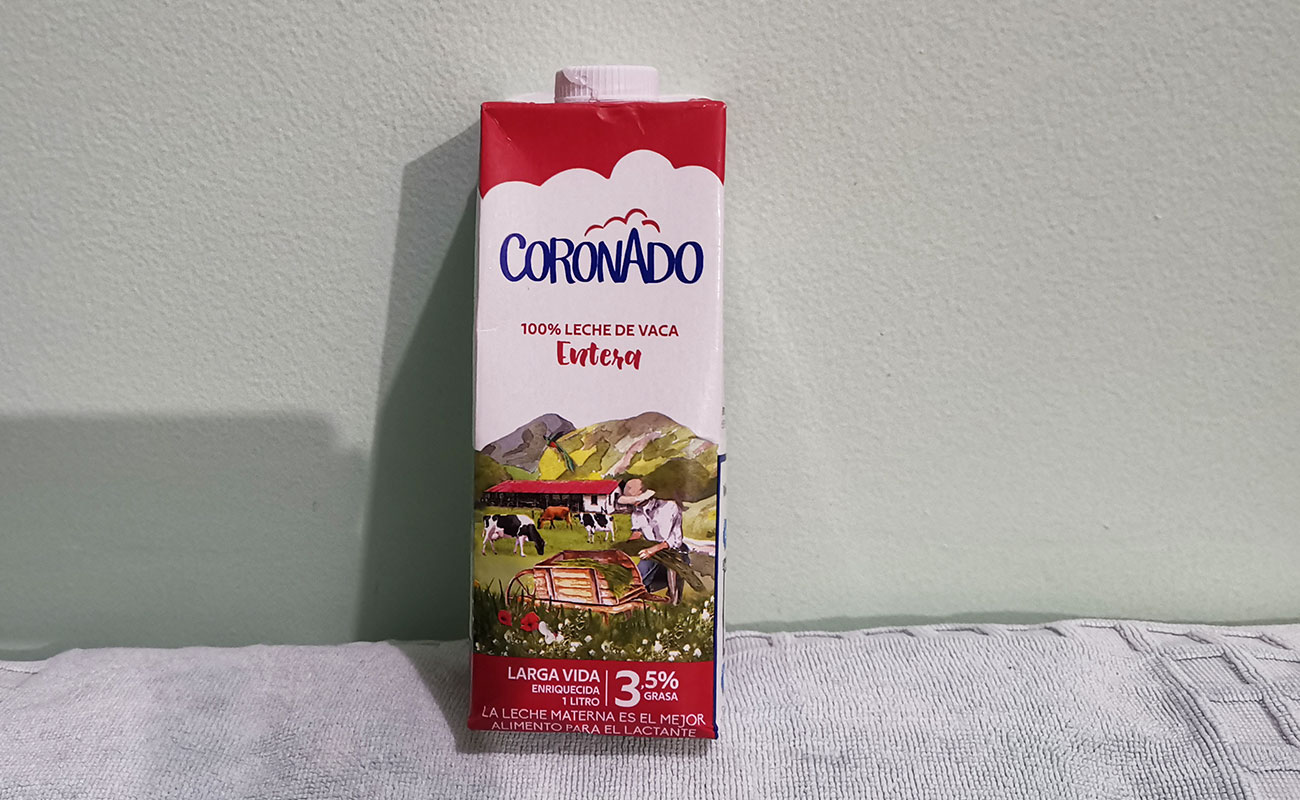 CORONADO
100% LECHE DE VACA
Entera
LARGA VIDA
ENRIQUECIDA
1 LITRO
3,5%
GRASA
LA LECHE MATERNA ES EL MEJOR
ALIMENTO PARA EL LACTANTE